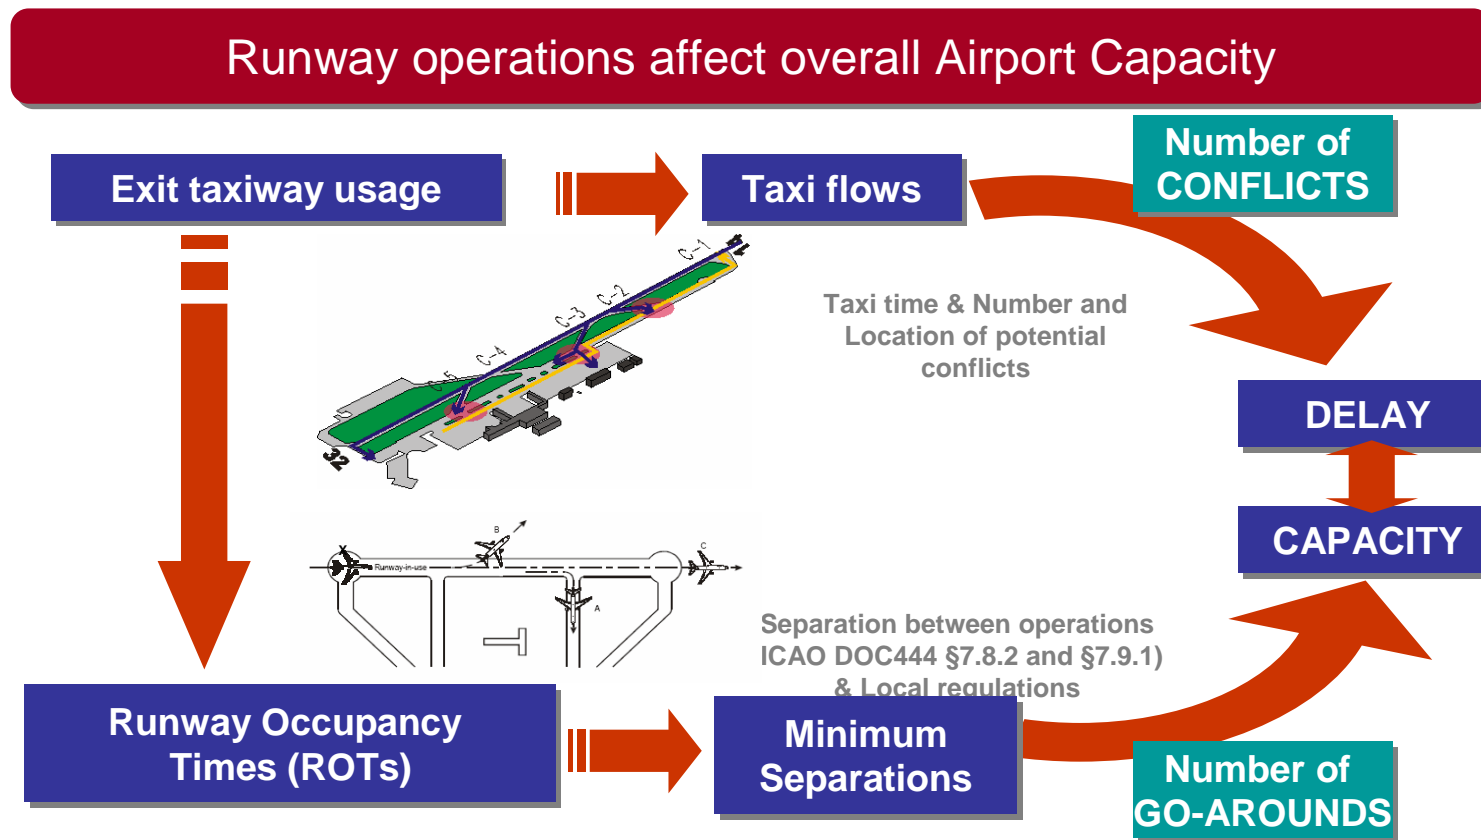 Runway operations affect overall Airport Capacity
Number of
CONFLICTS
Exit taxiway usage
Taxi flows
14
C-1
C-2
C-3
C-4
C-5
32
Taxi time & Number and
Location of potential
conflicts
DELAY
CAPACITY
B
X
Runway-in-use
C
A
Separation between operations
ICAO DOC444 §7.8.2 and §7.9.1)
& Local regulations
Runway Occupancy
Times (ROTs)
Minimum
Separations
Number of
GO-AROUNDS